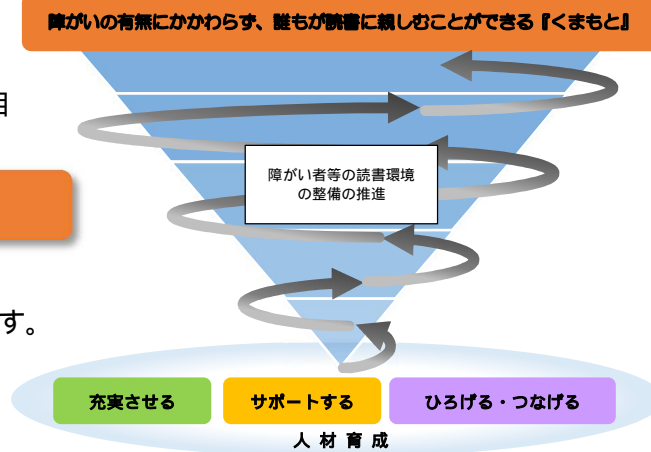 障がいの有無にかかわらず、誰もが読書に親しむことができる『くまもと』
障がい者等の読書環境
の整備の推進
す。
充実させる
サポートする
ひろげる・つなげる
人材育成